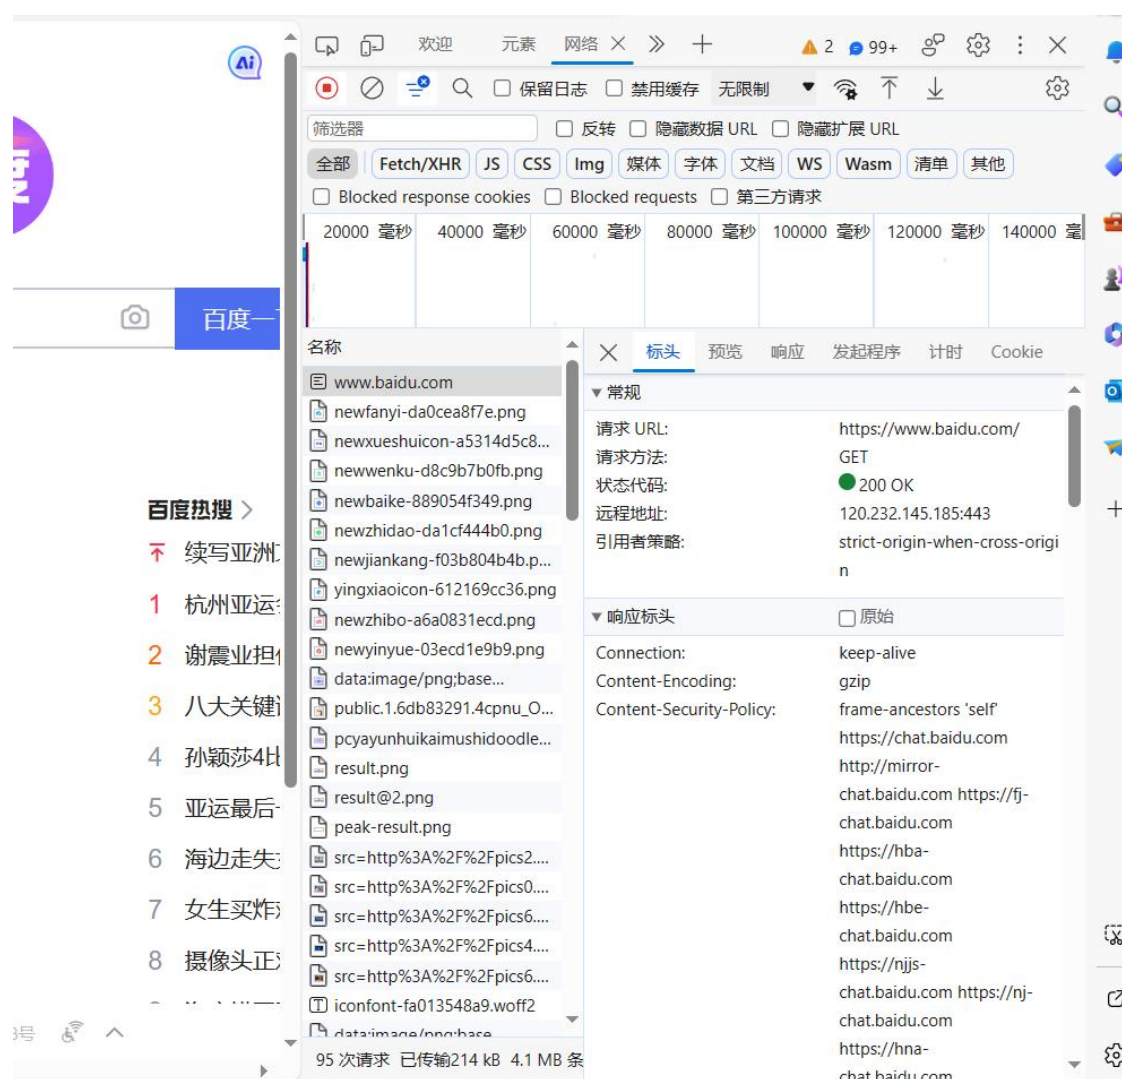 Ai
欢迎 元素 网络
2 99+
保留日志 禁用缓存 无限制
筛选器 反转 隐藏数据 URL 隐藏扩展 URL
全部 Fetch/XHR JS CSS Img 媒体 字体 文档 WS Wasm 清单 其他
Blocked response cookies Blocked requests 第三方请求
20000 毫秒 40000 毫秒 60000 毫秒 80000 毫秒 100000 毫秒 120000 毫秒 140000 毫
百度一
百度热搜
续写亚洲
1 杭州亚运
2 谢震业担
3 八大关键
4 孙颖莎4比
5 亚运最后一
6 海边走失
7 女生买炸
8 摄像头正
号
名称
www.baidu.com
newfanyi-da0cea8f7e.png
newxueshuicon-a5314d5c8...
newwenku-d8c9b7b0fb.png
newbaike-889054f349.png
newzhidao-da1cf444b0.png
newjiankang-f03b804b4b.p...
yingxiaoicon-612169cc36.png
newzhibo-a6a0831ecd.png
newyinyue-03ecd1e9b9.png
data:image/png;base...
public.1.6db83291.4cpnu_O...
pcyayunhuikaimushidoodle...
result.png
result@2.png
peak-result.png
src=http%3A%2F%2Fpics2....
src=http%3A%2F%2Fpics0....
src=http%3A%2F%2Fpics6....
src=http%3A%2F%2Fpics4....
src=http%3A%2F%2Fpics6....
iconfont-fa013548a9.woff2
data:image/png;base
95 次请求 已传输214 kB 4.1 MB 条
标头 预览 响应 发起程序 计时 Cookie
常规
请求 URL: https://www.baidu.com/
请求方法: GET
状态代码: 200 OK
远程地址: 120.232.145.185:443
引用者策略: strict-origin-when-cross-origi
n
响应标头 原始
Connection: keep-alive
Content-Encoding: gzip
Content-Security-Policy: frame-ancestors 'self'
https://chat.baidu.com
http://mirror-
chat.baidu.com https://fj-
chat.baidu.com
https://hba-
chat.baidu.com
https://hbe-
chat.baidu.com
https://njjs-
chat.baidu.com https://nj-
chat.baidu.com
https://hna-
chat.baidu.com